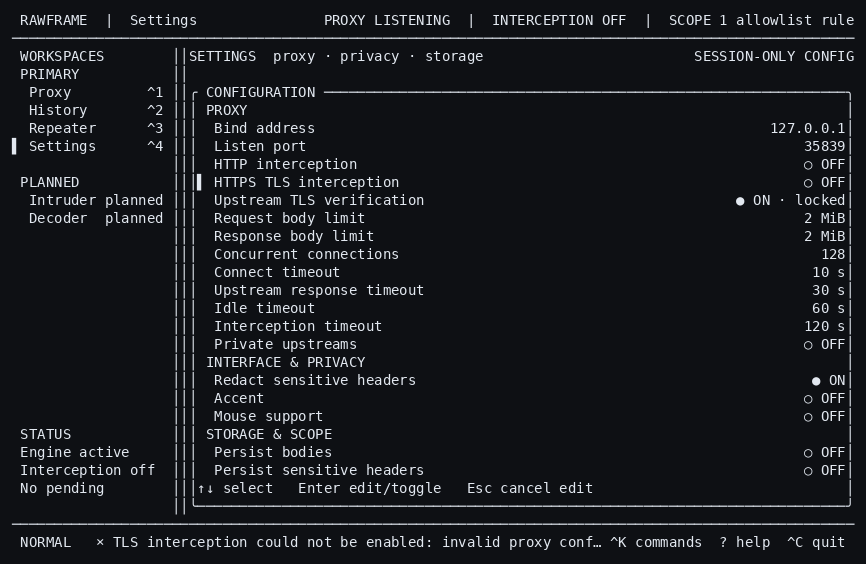 RAWFRAME | Settings PROXY LISTENING | INTERCEPTION OFF | SCOPE 1 allowlist rule
WORKSPACES SETTINGS proxy · privacy · storage SESSION-ONLY CONFIG
PRIMARY
Proxy ^1 CONFIGURATION
History ^2 PROXY
Repeater ^3 Bind address 127.0.0.1
Settings ^4 Listen port 35839
HTTP interception ○ OFF
PLANNED HTTPS TLS interception ○ OFF
Intruder planned Upstream TLS verification ● ON · locked
Decoder planned Request body limit 2 MiB
Response body limit 2 MiB
Concurrent connections 128
Connect timeout 10 s
Upstream response timeout 30 s
Idle timeout 60 s
Interception timeout 120 s
Private upstreams ○ OFF
INTERFACE & PRIVACY
Redact sensitive headers ● ON
Accent ○ OFF
Mouse support ○ OFF
STATUS STORAGE & SCOPE
Engine active Persist bodies ○ OFF
Interception off Persist sensitive headers ○ OFF
No pending ↑↓ select Enter edit/toggle Esc cancel edit
NORMAL × TLS interception could not be enabled: invalid proxy conf… ^K commands ? help ^C quit